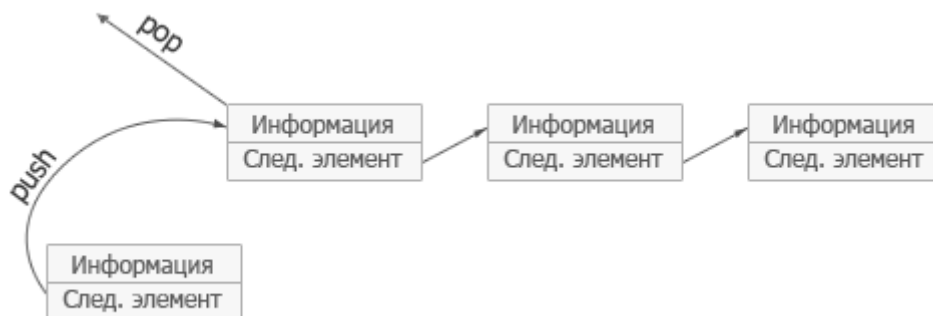 pop
push
Информация
След. элемент
Информация
След. элемент
Информация
След. элемент
Информация
След. элемент